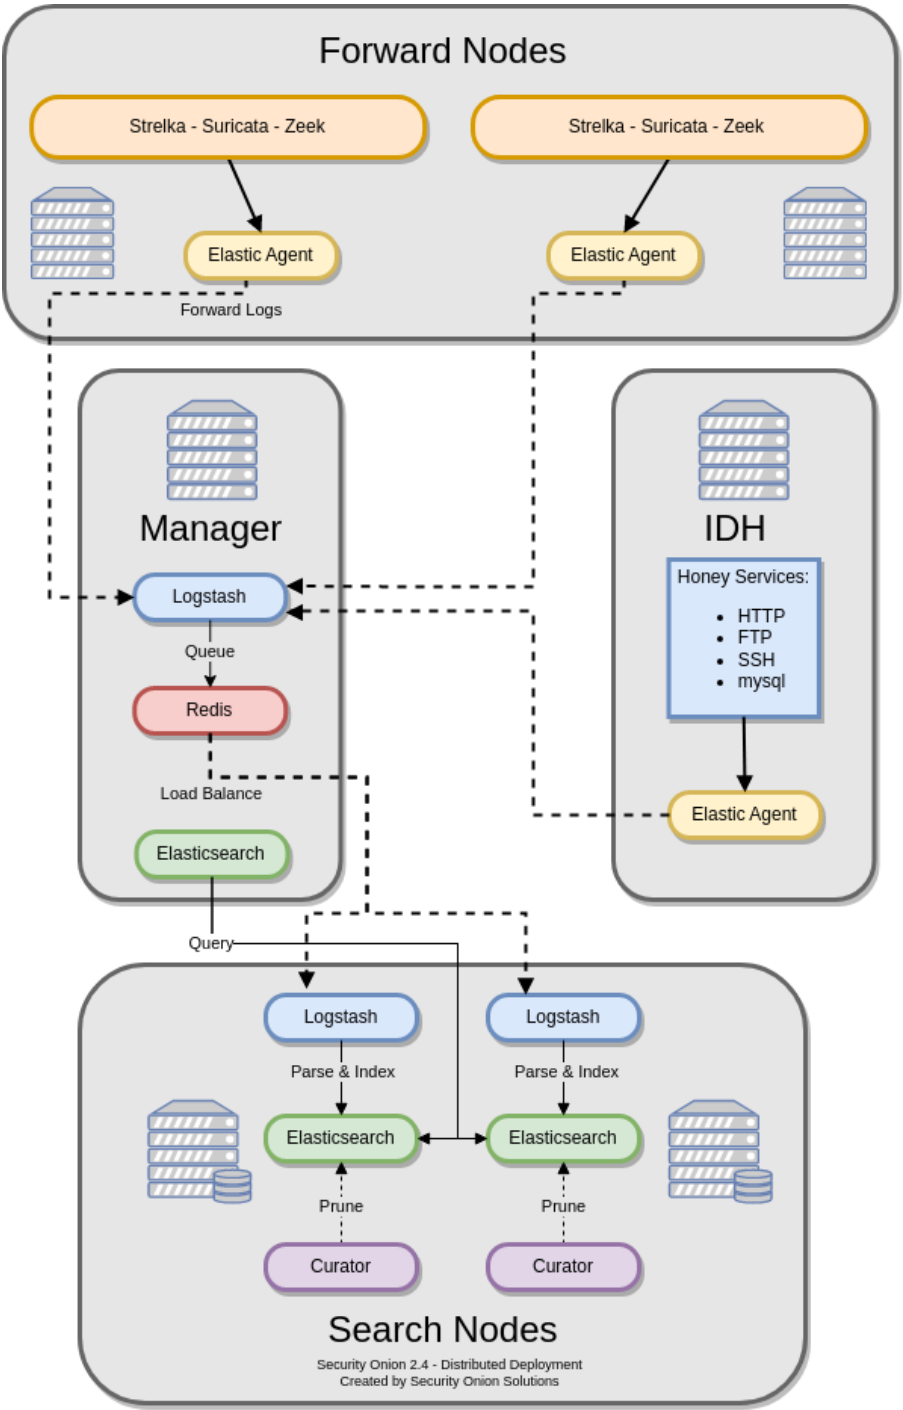 Forward Nodes
Strelka - Suricata - Zeek
Strelka - Suricata - Zeek
Elastic Agent
Elastic Agent
Forward Logs
Manager
Logstash
Queue
Redis
Load Balance
Elasticsearch
Query
IDH
Honey Services:
• HTTP
• FTP
• SSH
• mysql
Elastic Agent
Logstash
Logstash
Parse & Index
Parse & Index
Elasticsearch
Elasticsearch
Prune
Prune
Curator
Curator
Search Nodes
Security Onion 2.4 - Distributed Deployment
Created by Security Onion Solutions